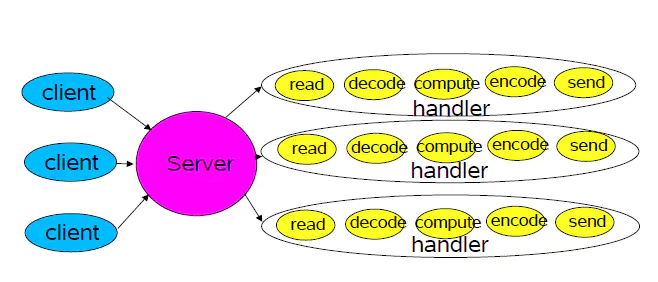 client
client
client
Server
read decode compute encode send
handler
read decode compute encode send
handler
read decode compute encode send
handler